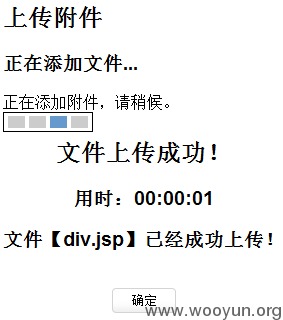 上传附件
正在添加文件...
正在添加附件，请稍候。
文件上传成功！
用时：00:00:01
文件【div.jsp】已经成功上传！
确定
www.wooyun.org